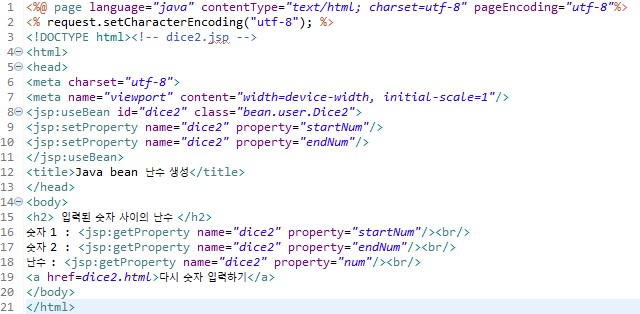 1 <%@ page language="java" contentType="text/html; charset=utf-8" pageEncoding="utf-8"%>
2 <% request.setCharacterEncoding("utf-8"); %>
3 <!DOCTYPE html><!-- dice2.jsp -->
4 <html>
5 <head>
6 <meta charset="utf-8">
7 <meta name="viewport" content="width=device-width, initial-scale=1"/>
8 <jsp:useBean id="dice2" class="bean.user.Dice2">
9 <jsp:setProperty name="dice2" property="startNum"/>
10 <jsp:setProperty name="dice2" property="endNum"/>
11 </jsp:useBean>
12 <title>Java bean 난수 생성</title>
13 </head>
14 <body>
15 <h2> 입력된 숫자 사이의 난수 </h2>
16 숫자 1 : <jsp:getProperty name="dice2" property="startNum"/><br/>
17 숫자 2 : <jsp:getProperty name="dice2" property="endNum"/><br/>
18 난수 : <jsp:getProperty name="dice2" property="num"/><br/>
19 <a href=dice2.html>다시 숫자 입력하기</a>
20 </body>
21 </html>